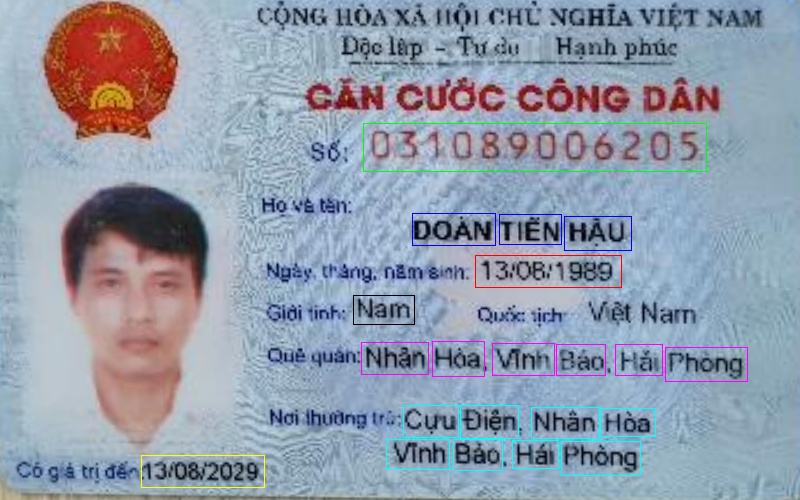 CỘNG HÒA XÃ HỘI CHỦ NGHĨA VIỆT NAM
Độc lập - Tự do Hạnh phúc
CĂN CƯỚC CÔNG DÂN
Số: 031089006205
Họ và tên:
DOÀN TIẾN HẬU
Ngày, tháng, năm sinh: 13/08/1989
Giới tính: Nam Quốc tịch: Việt Nam
Quê quán: Nhân Hòa, Vĩnh Bảo, Hải Phòng
Nơi thường trú: Cựu Điện, Nhân Hòa
Vĩnh Bảo, Hải Phòng
Có giá trị đến 13/08/2029